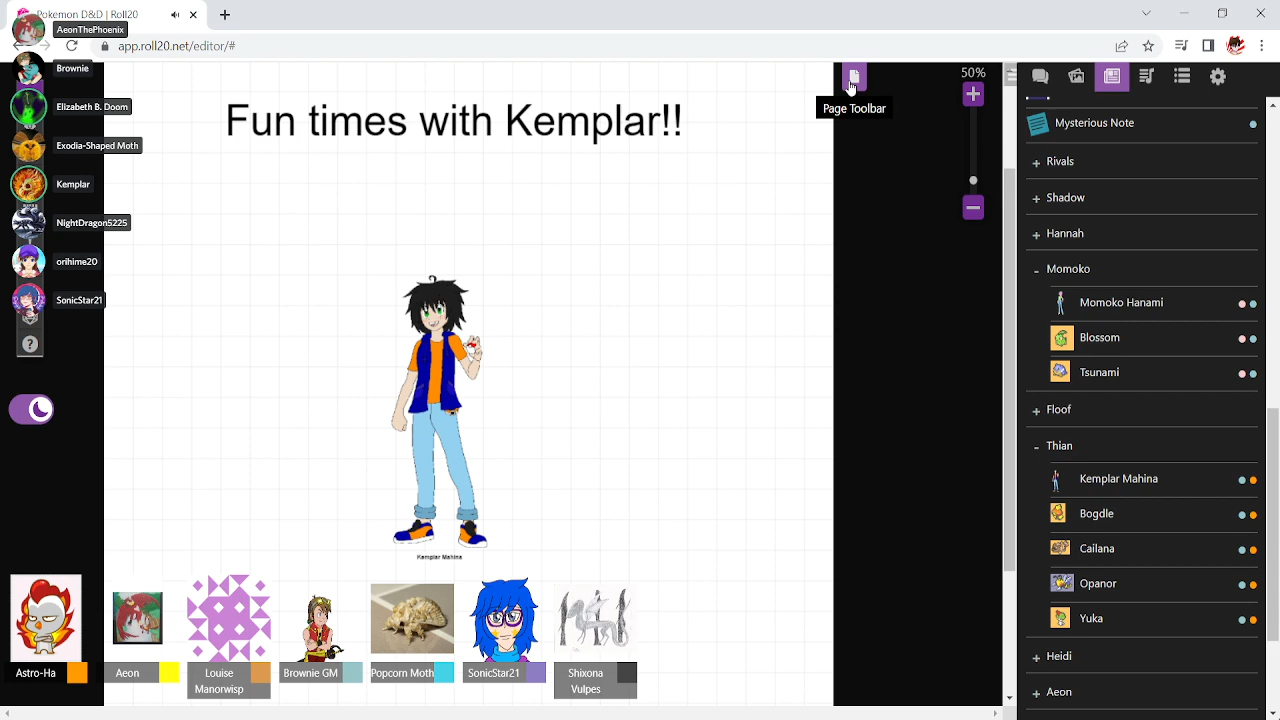 Pokemon D&D | Roll20
AeonThePhoenix
app.roll20.net/editor/#
Brownie
Elizabeth B. Doom
Exodia-Shaped Moth
Kemplar
NightDragon5225
orihime20
SonicStar21
?
Fun times with Kemplar!!
Page Toolbar
50%
Kemplar Mahina
Mysterious Note
Rivals
Shadow
Hannah
Momoko
Momoko Hanami
Blossom
Tsunami
Floof
Thian
Kemplar Mahina
Bogdle
Cailana
Opanor
Yuka
Heidi
Aeon
Astro-Ha
Aeon
Louise
Manorwisp
Brownie GM
Popcorn Moth
SonicStar21
Shixona
Vulpes